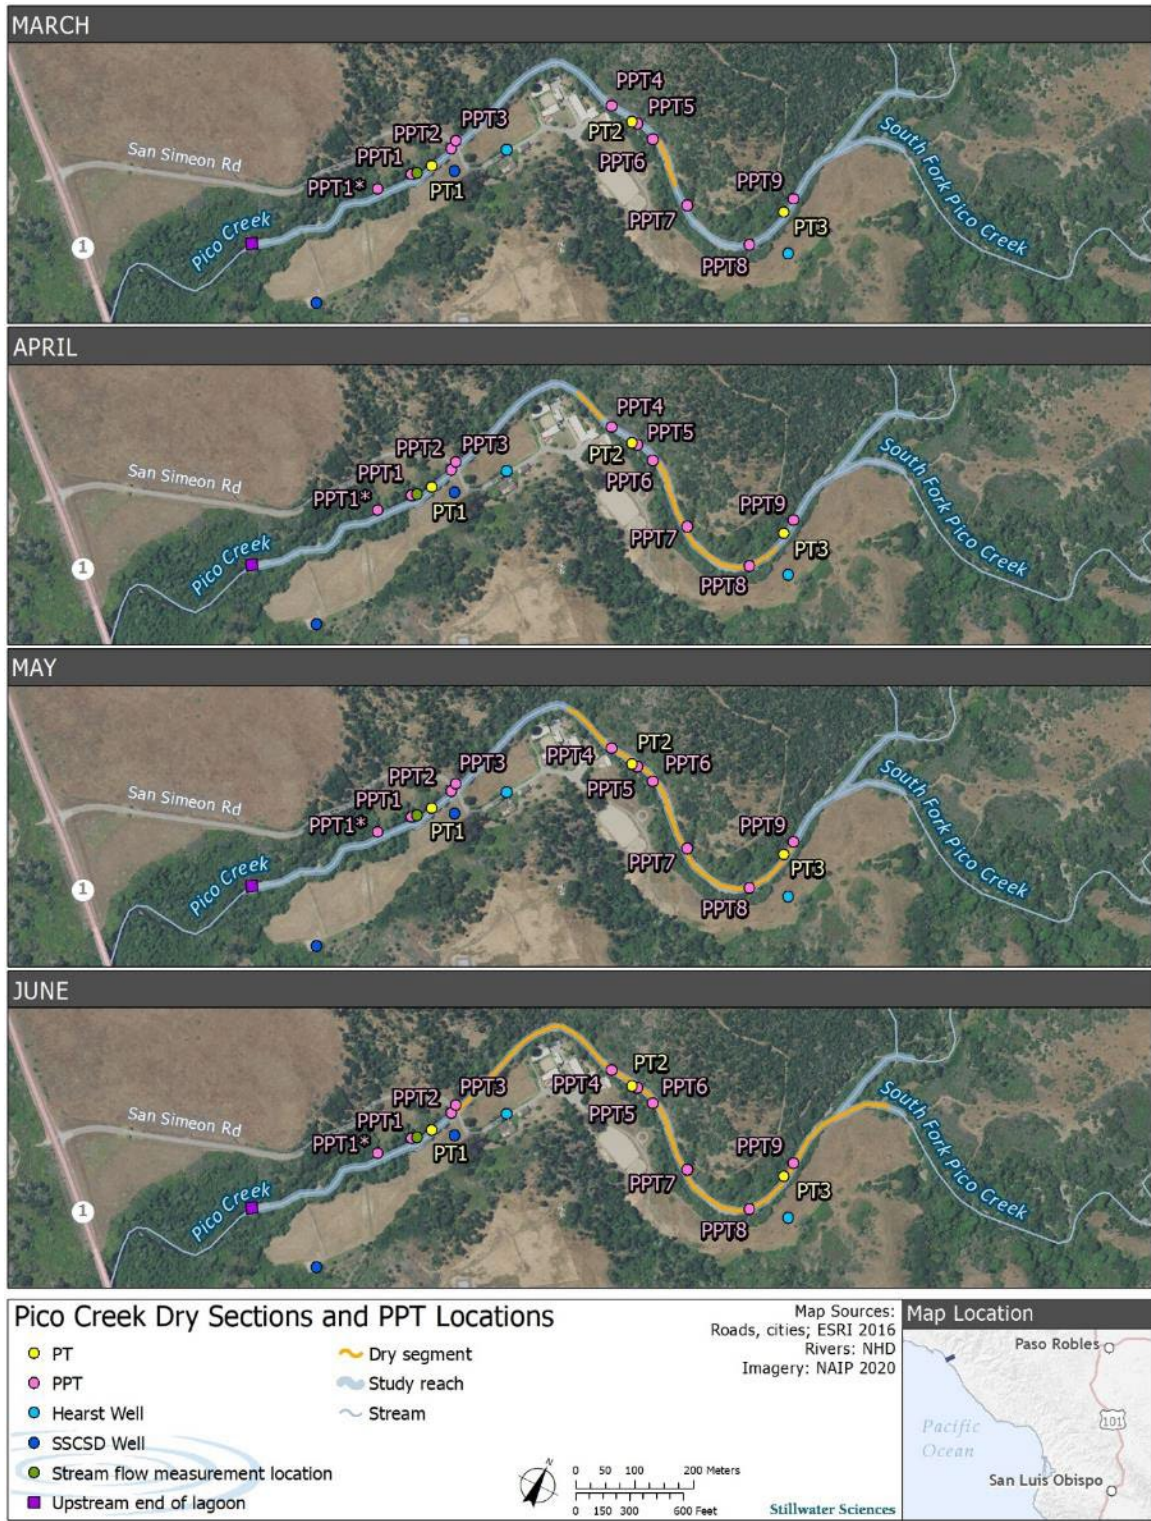 MARCH
PPT4
PPT5
PT2
PPT6
PPT3
PPT2
PPT1
PPT1*
PT1
San Simeon Rd
Pico Creek
1
PPT7
PPT8
PPT9
PT3
South Fork Pico Creek
APRIL
PPT4
PPT5
PT2
PPT6
PPT3
PPT2
PPT1
PPT1*
PT1
San Simeon Rd
Pico Creek
1
PPT7
PPT8
PPT9
PT3
South Fork Pico Creek
MAY
PPT4
PT2
PPT6
PPT5
PPT3
PPT2
PPT1
PPT1*
PT1
San Simeon Rd
Pico Creek
1
PPT7
PPT8
PPT9
PT3
South Fork Pico Creek
JUNE
PPT4
PT2
PPT6
PPT5
PPT3
PPT2
PPT1
PPT1*
PT1
San Simeon Rd
Pico Creek
1
PPT7
PPT8
PPT9
PT3
South Fork Pico Creek
Pico Creek Dry Sections and PPT Locations
PT
PPT
Hearst Well
SSCSD Well
Stream flow measurement location
Upstream end of lagoon
Dry segment
Study reach
Stream
Map Sources:
Roads, cities; ESRI 2016
Rivers: NHD
Imagery: NAIP 2020
N
0 50 100 200 Meters
0 150 300 600 Feet
Stillwater Sciences
Map Location
Paso Robles
101
Pacific
Ocean
San Luis Obispo